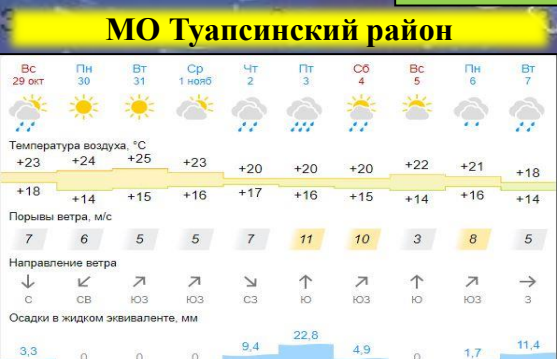 МО Туапсинский район
Вс Пн Вт Ср Чт Пт Сб Вс Пн Вт
29 окт 30 31 1 нояб 2 3 4 5 6 7
Температура воздуха, °C
+23 +24 +25 +23 +20 +20 +20 +22 +21 +18
+18 +14 +15 +16 +17 +16 +15 +14 +16 +14
Порывы ветра, м/с
7 6 5 5 7 11 10 3 8 5
Направление ветра
С СВ ЮЗ ЮЗ СЗ Ю ЮЗ Ю ЮЗ З
Осадки в жидком эквиваленте, мм
3,3 0 0 0 9,4 22,8 4,9 0 1,7 11,4